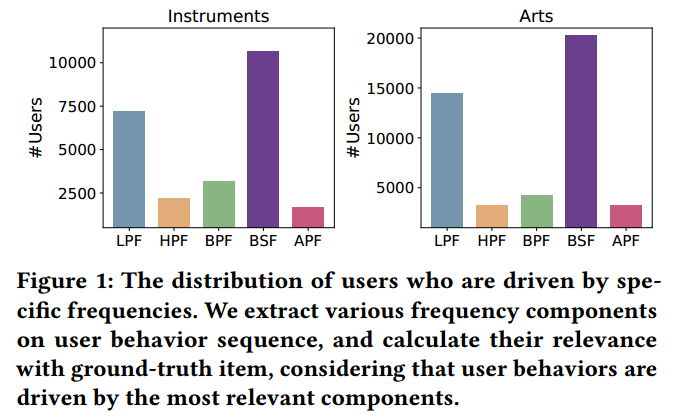 Instruments
Arts
#Users
10000
7500
5000
2500
LPF HPF BPF BSF APF
#Users
20000
15000
10000
5000
LPF HPF BPF BSF APF
Figure 1: The distribution of users who are driven by spe-
cific frequencies. We extract various frequency components
on user behavior sequence, and calculate their relevance
with ground-truth item, considering that user behaviors are
driven by the most relevant components.